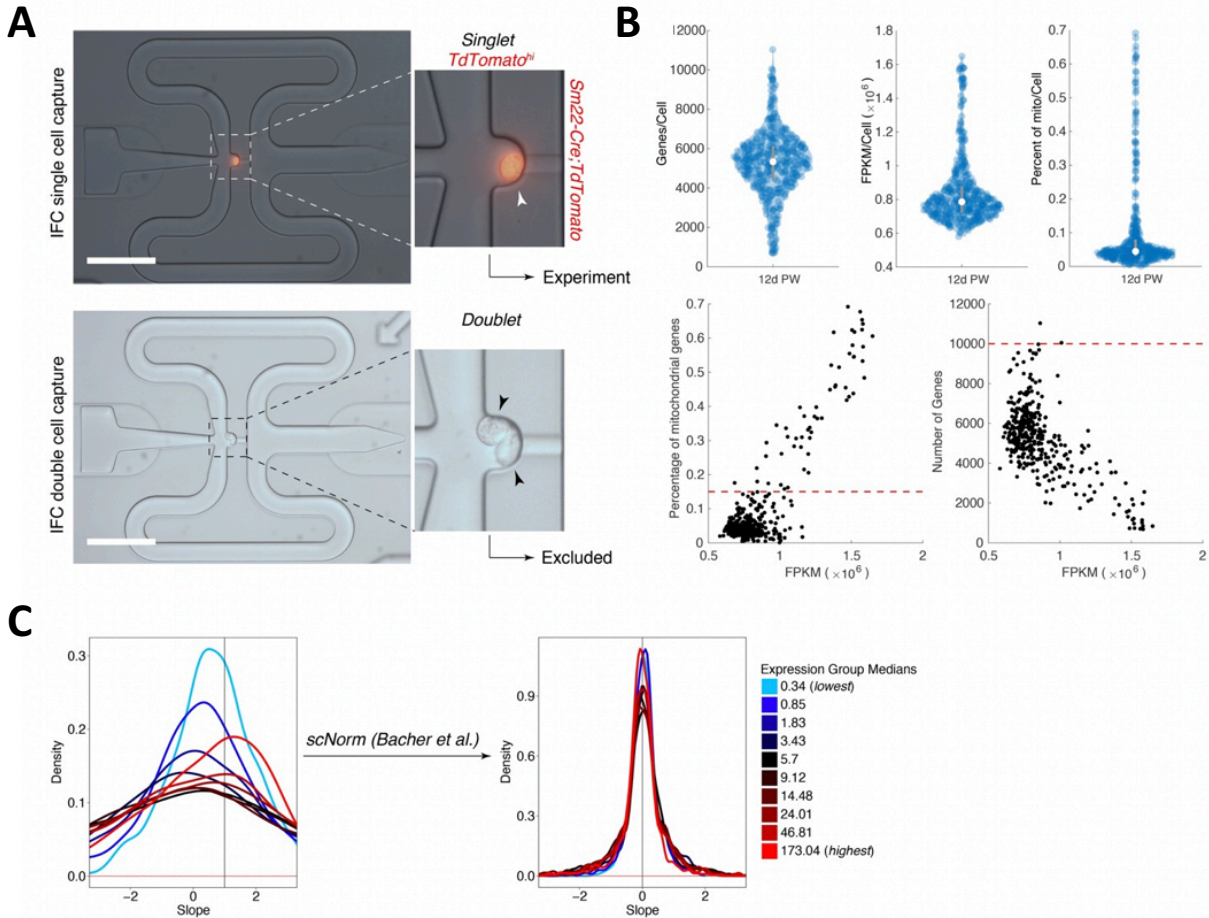 A
IFC single cell capture
Singlet
TdTomatohi
Sm22-Cre;TdTomato
Experiment
IFC double cell capture
Doublet
Excluded
B
Genes/Cell
12000
10000
8000
6000
4000
2000
0
12d PW
FPKM/Cell (×10⁶)
1.8
1.6
1.4
1.2
1
0.8
0.6
0.4
12d PW
Percent of mito/Cell
0.7
0.6
0.5
0.4
0.3
0.2
0.1
0
12d PW
Percentage of mitochondrial genes
0.7
0.6
0.5
0.4
0.3
0.2
0.1
0
0.5
1
1.5
2
FPKM (×10⁶)
Number of Genes
12000
10000
8000
6000
4000
2000
0
0.5
1
1.5
2
FPKM (×10⁶)
C
Density
0.3
0.2
0.1
0.0
−2
0
2
Slope
scNorm (Bacher et al.)
Density
0.9
0.6
0.3
0.0
−2
0
2
Slope
Expression Group Medians
0.34 (lowest)
0.85
1.83
3.43
5.7
9.12
14.48
24.01
46.81
173.04 (highest)